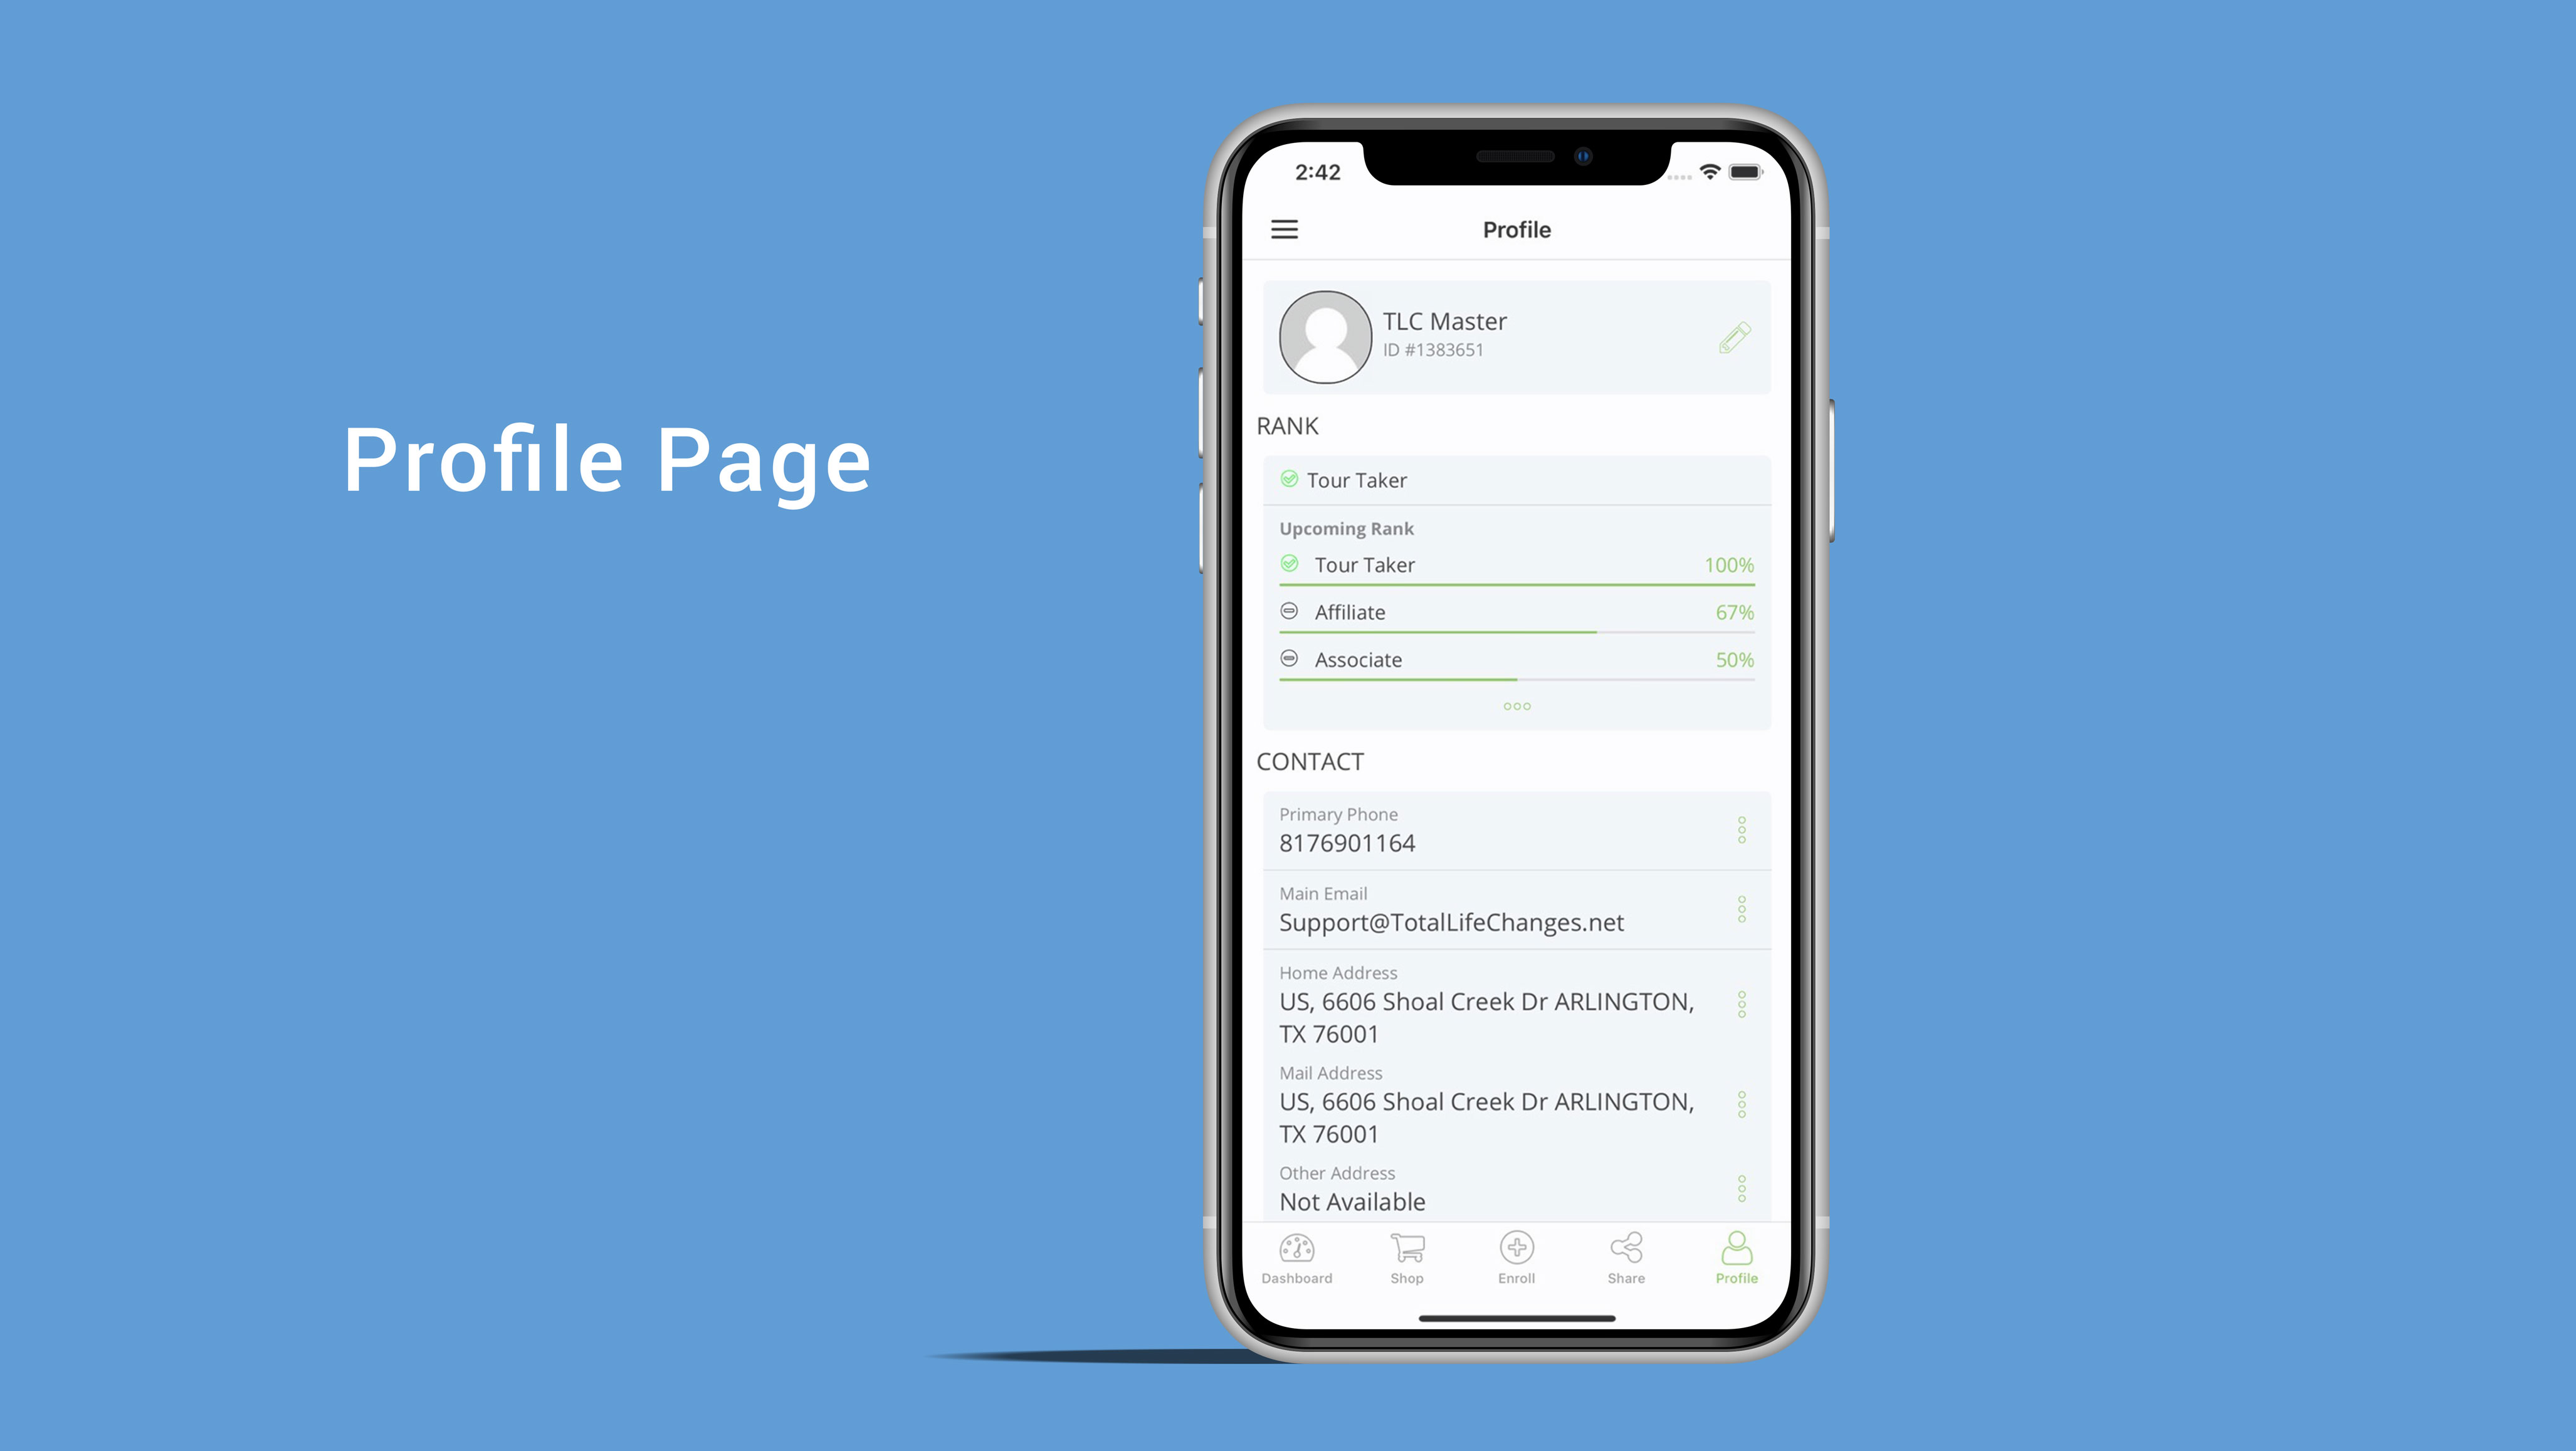 Profile Page
2:42
Profile
TLC Master
ID #1383651
RANK
Tour Taker
Upcoming Rank
Tour Taker 100%
Affiliate 67%
Associate 50%
CONTACT
Primary Phone
8176901164
Main Email
Support@TotalLifeChanges.net
Home Address
US, 6606 Shoal Creek Dr ARLINGTON,
TX 76001
Mail Address
US, 6606 Shoal Creek Dr ARLINGTON,
TX 76001
Other Address
Not Available
Dashboard Shop Enroll Share Profile